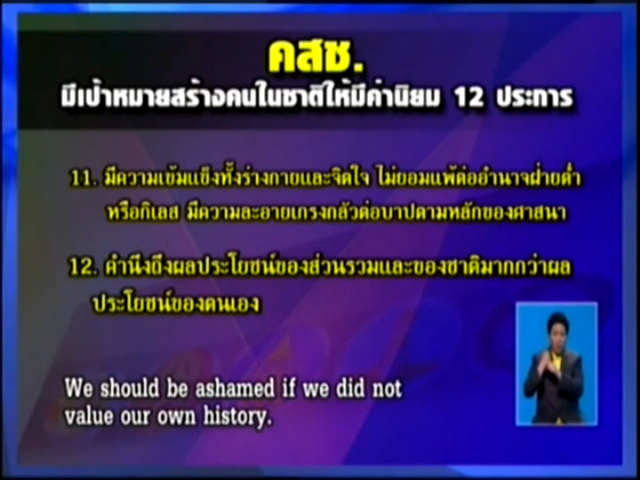 คสช.
มีเป้าหมายสร้างคนในชาติให้มีค่านิยม 12 ประการ
11. มีความเข้มแข็งทั้งร่างกายและจิตใจ ไม่ยอมแพ้ต่ออำนาจฝ่ายต่ำ
หรือกิเลส มีความละอายเกรงกลัวต่อบาปตามหลักของศาสนา
12. คำนึงถึงผลประโยชน์ของส่วนรวมและของชาติมากกว่าผล
ประโยชน์ของตนเอง
We should be ashamed if we did not
value our own history.